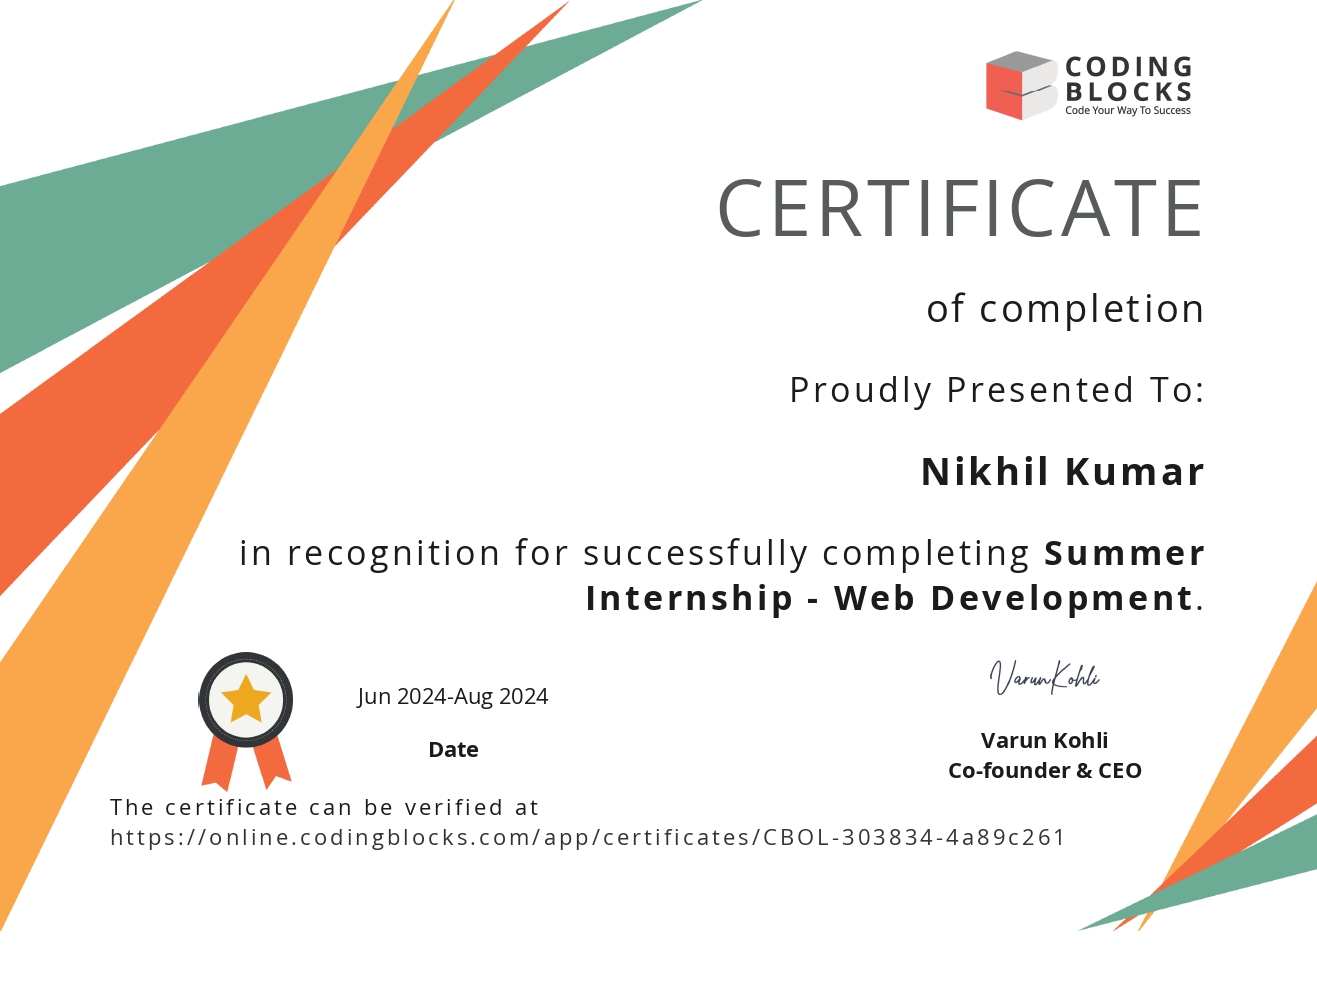 CODING
BLOCKS
Code Your Way To Success
CERTIFICATE
of completion
Proudly Presented To:
Nikhil Kumar
in recognition for successfully completing Summer
Internship - Web Development.
Jun 2024-Aug 2024
Date
VarunKohli
Varun Kohli
Co-founder & CEO
The certificate can be verified at
https://online.codingblocks.com/app/certificates/CBOL-303834-4a89c261